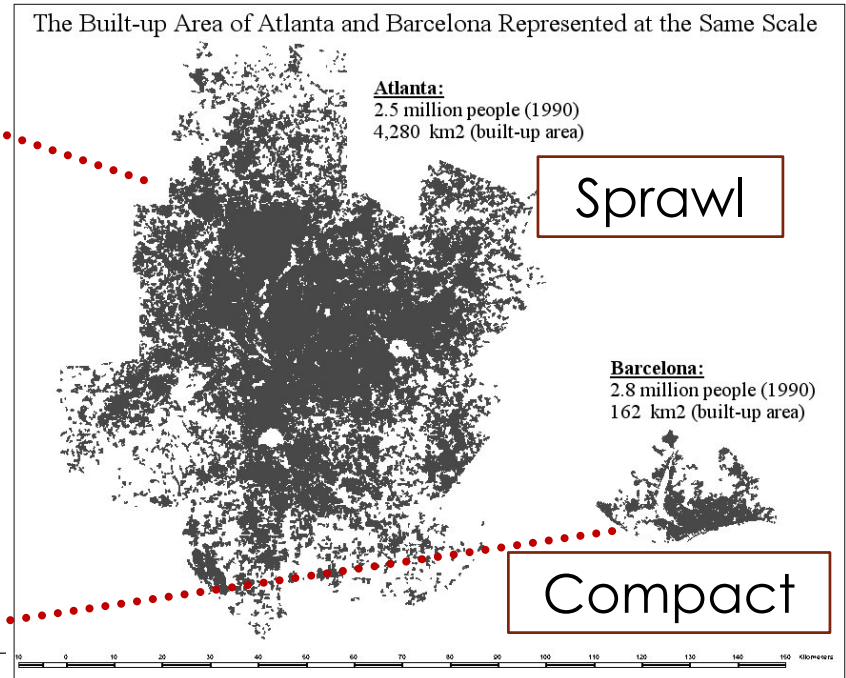 The Built-up Area of Atlanta and Barcelona Represented at the Same Scale
Atlanta:
2.5 million people (1990)
4,280 km2 (built-up area)
Sprawl
Barcelona:
2.8 million people (1990)
162 km2 (built-up area)
Compact
10 0 10 20 30 40 50 60 70 80 90 100 110 120 130 140 150 Kilometers